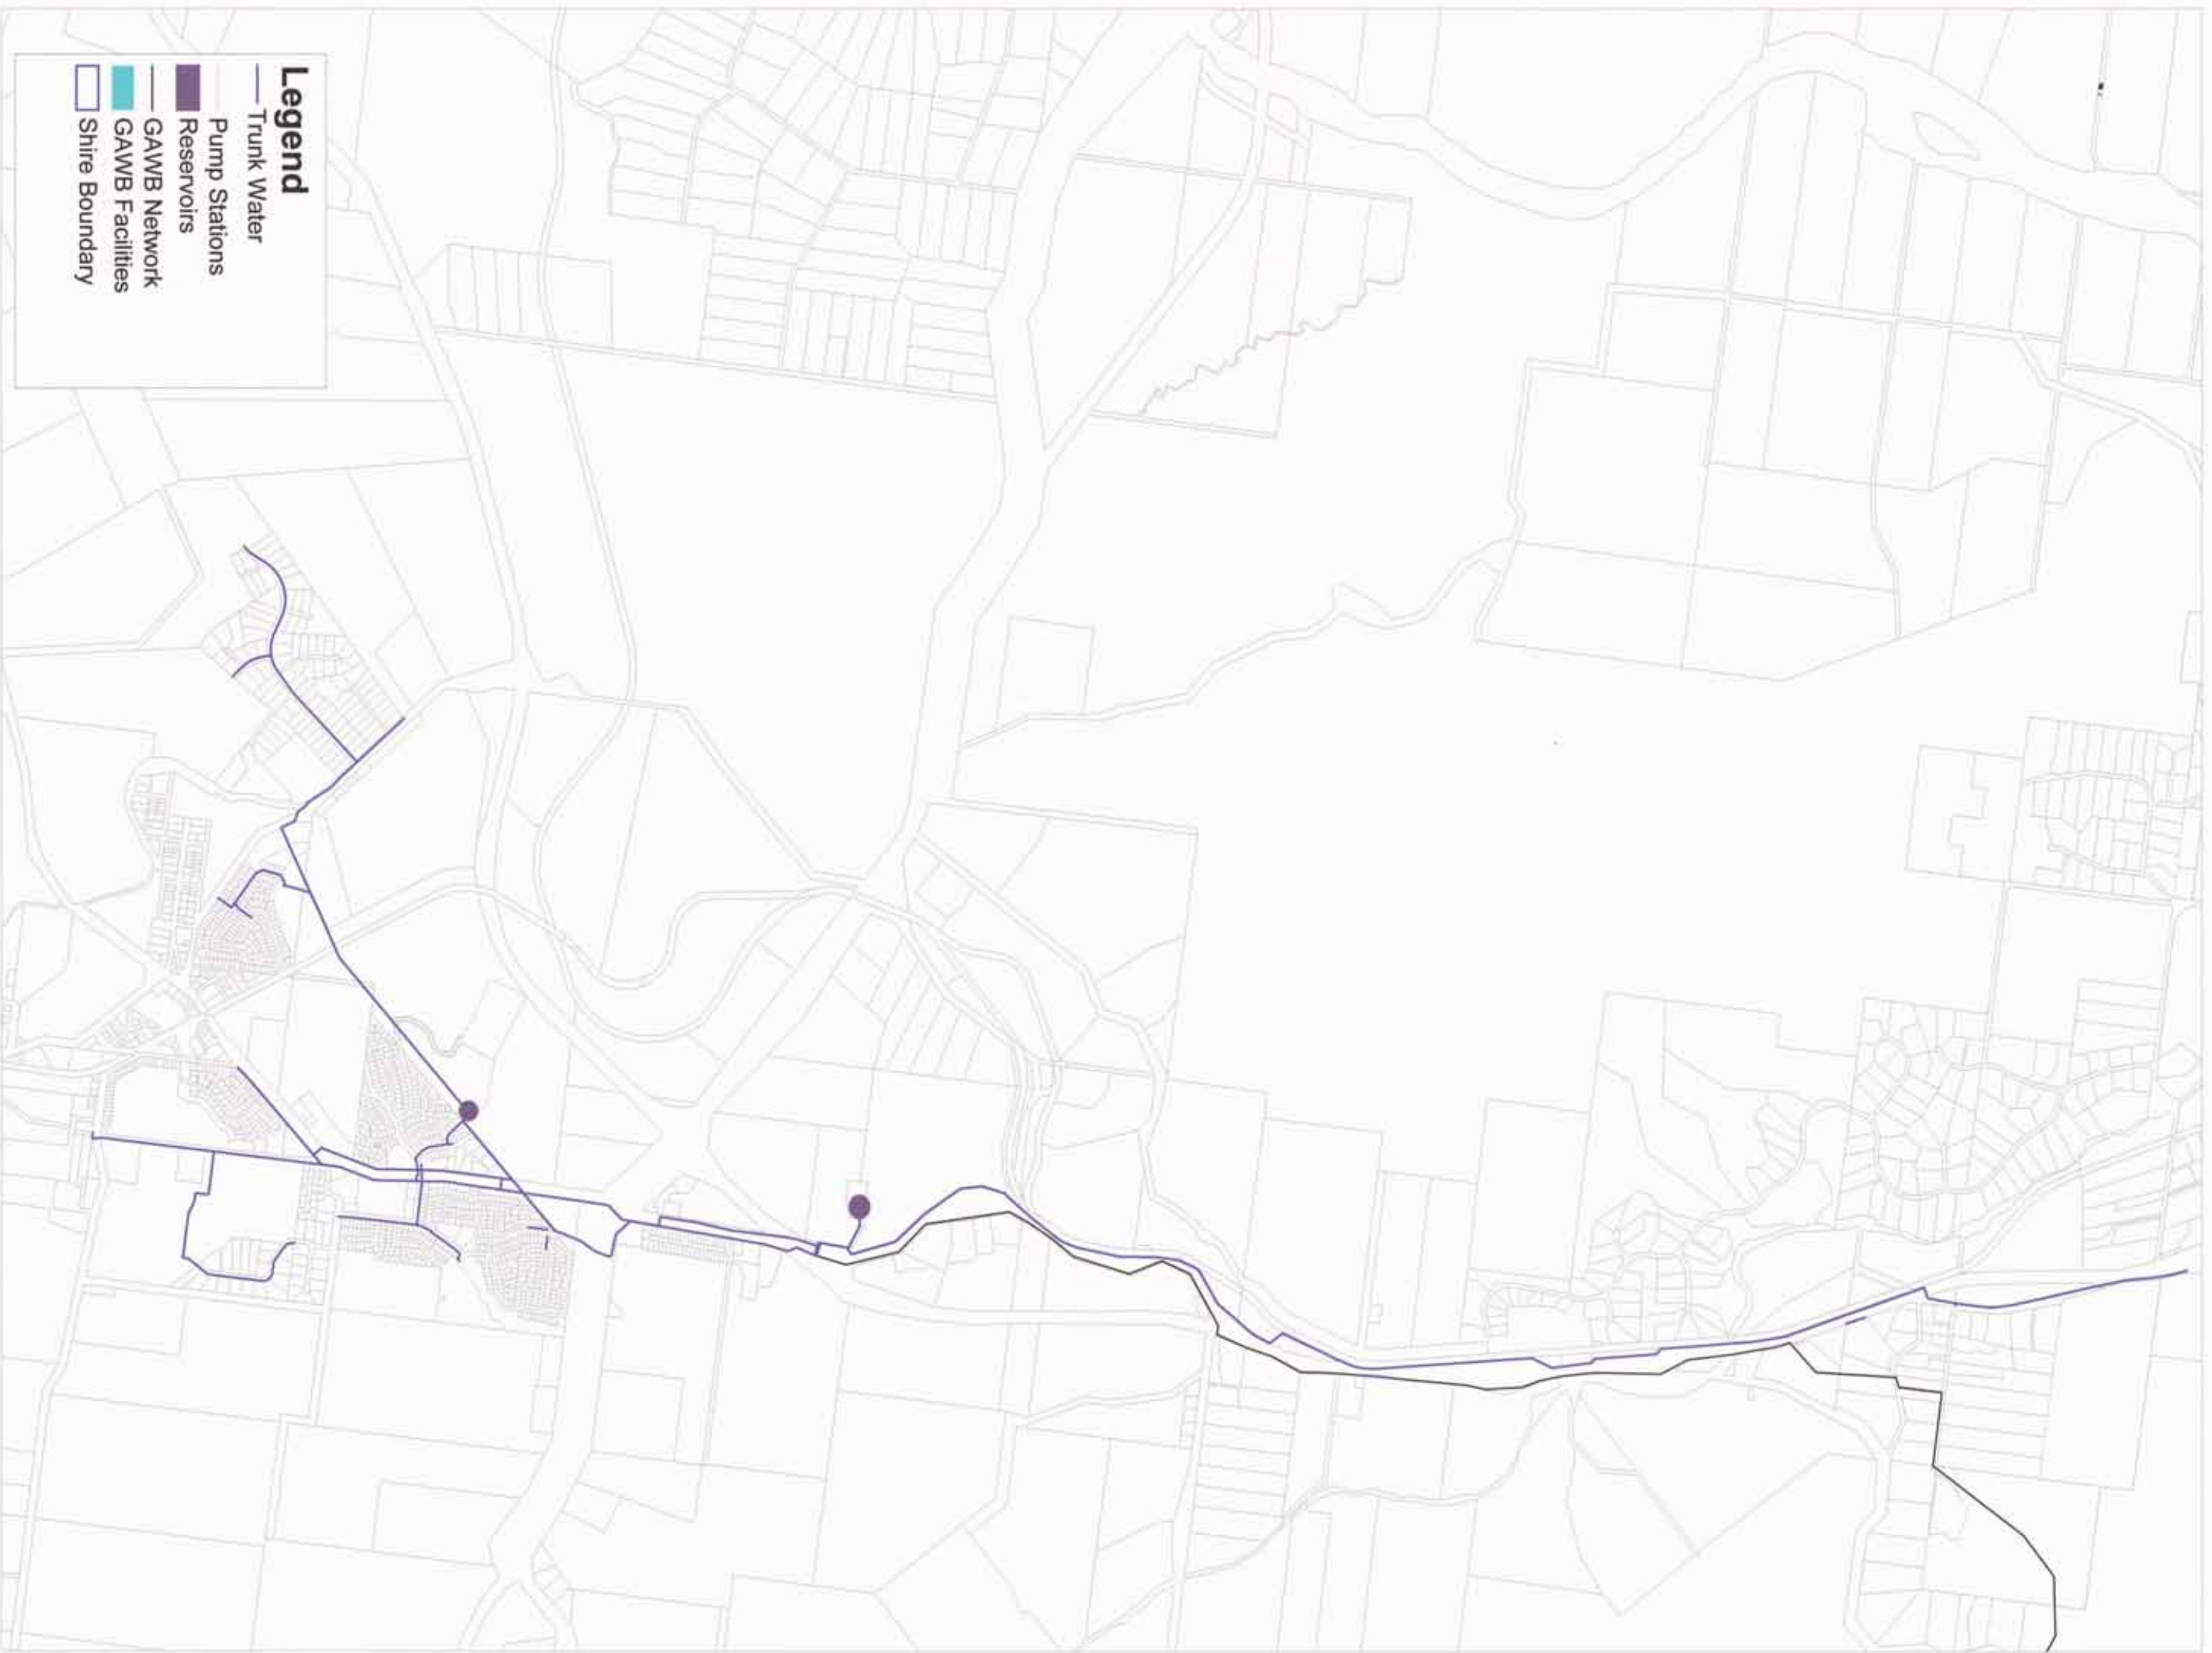 Legend
Trunk Water
Pump Stations
Reservoirs
GAWB Network
GAWB Facilities
Shire Boundary